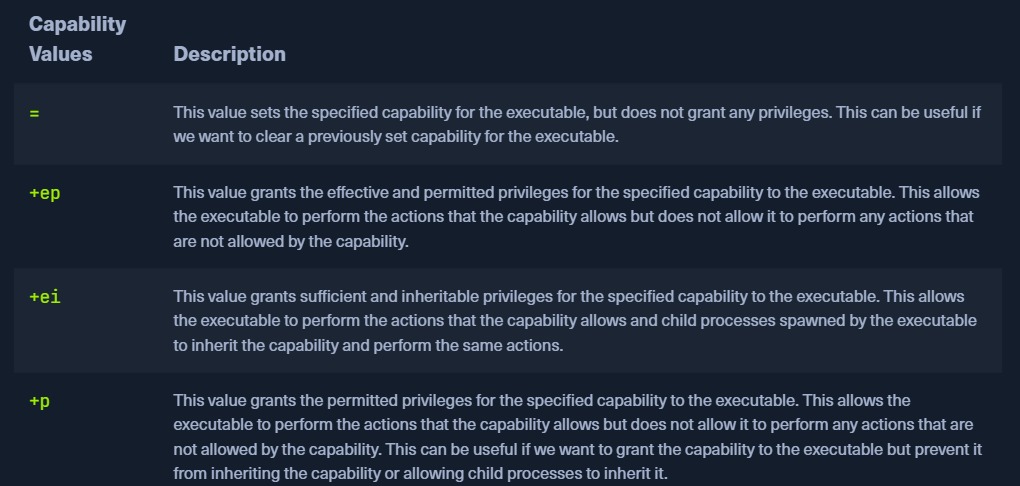 Capability
Values Description
= This value sets the specified capability for the executable, but does not grant any privileges. This can be useful if
we want to clear a previously set capability for the executable.
+ep This value grants the effective and permitted privileges for the specified capability to the executable. This allows
the executable to perform the actions that the capability allows but does not allow it to perform any actions that
are not allowed by the capability.
+ei This value grants sufficient and inheritable privileges for the specified capability to the executable. This allows
the executable to perform the actions that the capability allows and child processes spawned by the executable
to inherit the capability and perform the same actions.
+p This value grants the permitted privileges for the specified capability to the executable. This allows the
executable to perform the actions that the capability allows but does not allow it to perform any actions that are
not allowed by the capability. This can be useful if we want to grant the capability to the executable but prevent it
from inheriting the capability or allowing child processes to inherit it.